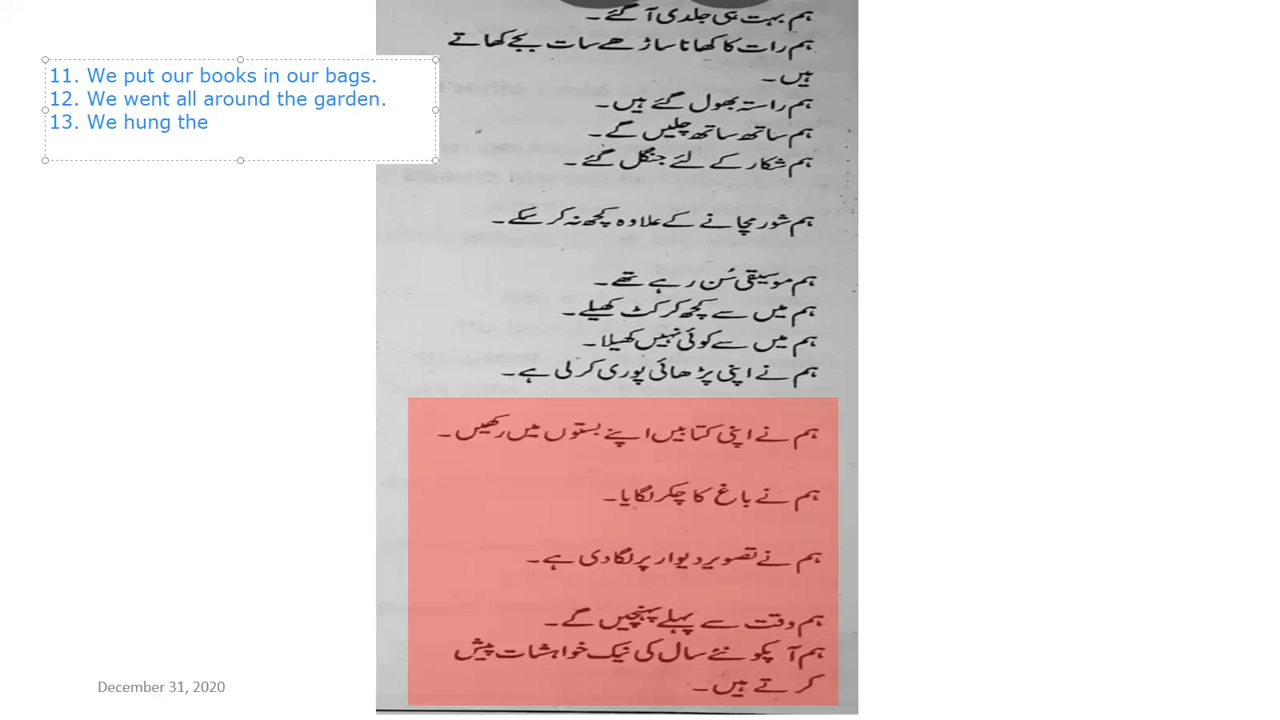 11. We put our books in our bags.
12. We went all around the garden.
13. We hung the
ہم بہت ہی جلدی آ گئے۔
ہم رات کا کھانا ساڑھے سات بجے کھاتے
ہیں۔
ہم راستہ بھول گئے ہیں۔
ہم ساتھ ساتھ چلیں گے۔
ہم شکار کے لئے جنگل گئے۔
ہم شور مچانے کے علاوہ کچھ نہ کر سکے۔
ہم موسیقی سُن رہے تھے۔
ہم میں سے کچھ کرکٹ کھیلے۔
ہم میں سے کوئی نہیں کھیلا۔
ہم نے اپنی پڑھائی پوری کر لی ہے۔
ہم نے اپنی کتابیں اپنے بستوں میں رکھیں۔
ہم نے باغ کا چکر لگایا۔
ہم نے تصویر دیوار پر لگا دی ہے۔
ہم وقت سے پہلے پہنچیں گے۔
ہم آپکو نئے سال کی نیک خواہشات پیش
کرتے ہیں۔
December 31, 2020